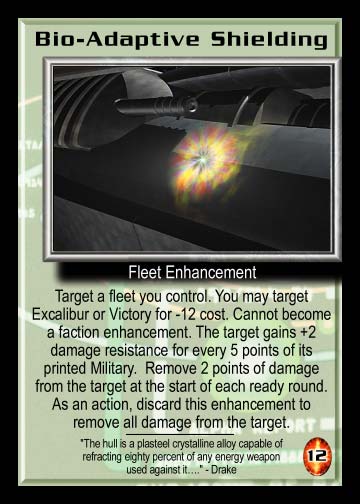 Bio-Adaptive Shielding
Fleet Enhancement
Target a fleet you control. You may target
Excalibur or Victory for -12 cost. Cannot become
a faction enhancement. The target gains +2
damage resistance for every 5 points of its
printed Military.  Remove 2 points of damage
from the target at the start of each ready round.
As an action, discard this enhancement to
remove all damage from the target.
"The hull is a plasteel crystalline alloy capable of
refracting eighty percent of any energy weapon
used against it...." - Drake
12